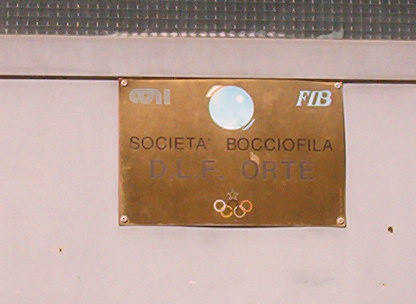 CONI FIB
SOCIETA' BOCCIOFILA
D.L.F. ORTE